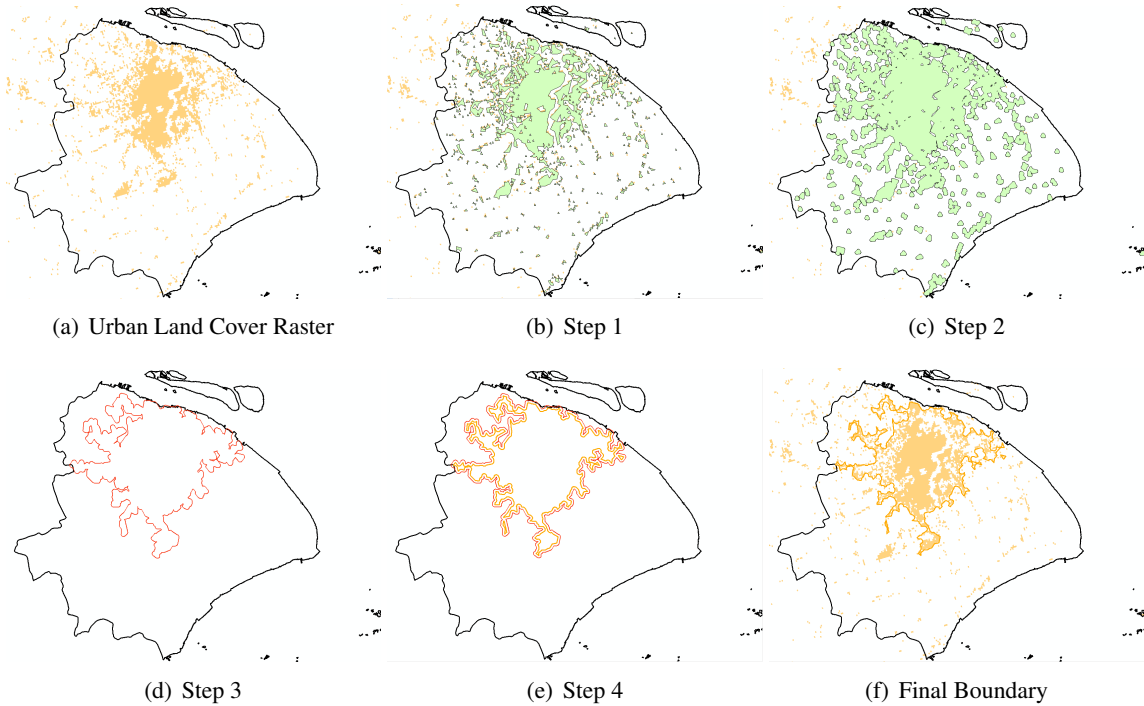 (a) Urban Land Cover Raster
(b) Step 1
(c) Step 2
(d) Step 3
(e) Step 4
(f) Final Boundary